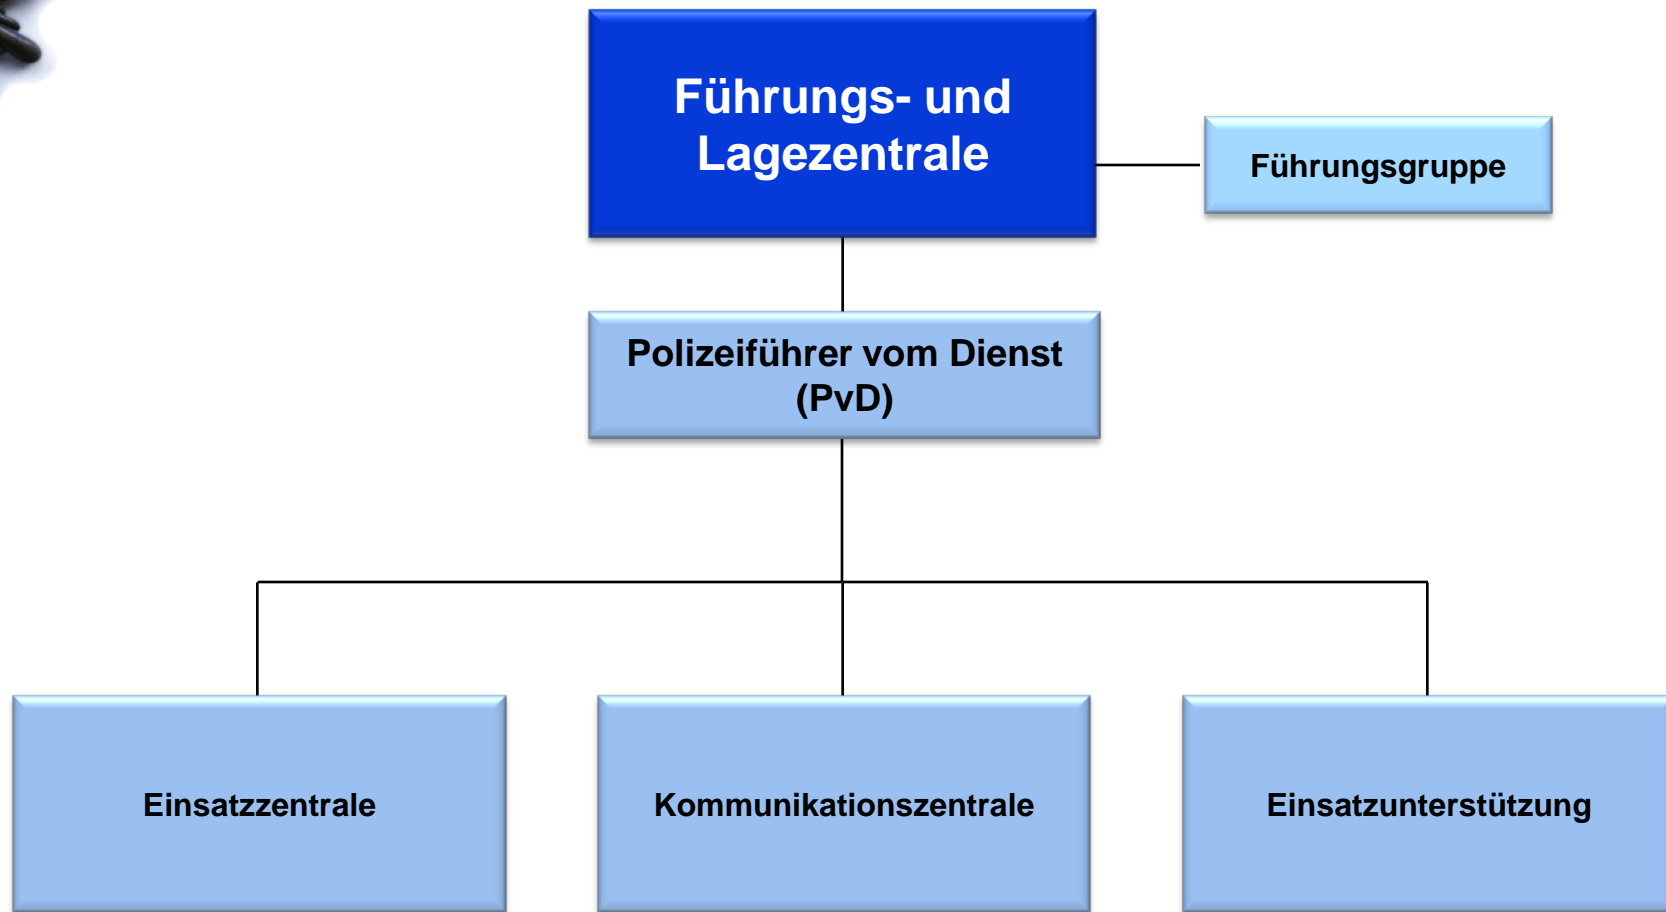 Führungs- und
Lagezentrale
Führungsgruppe
Polizeiführer vom Dienst
(PvD)
Einsatzzentrale
Kommunikationszentrale
Einsatzunterstützung